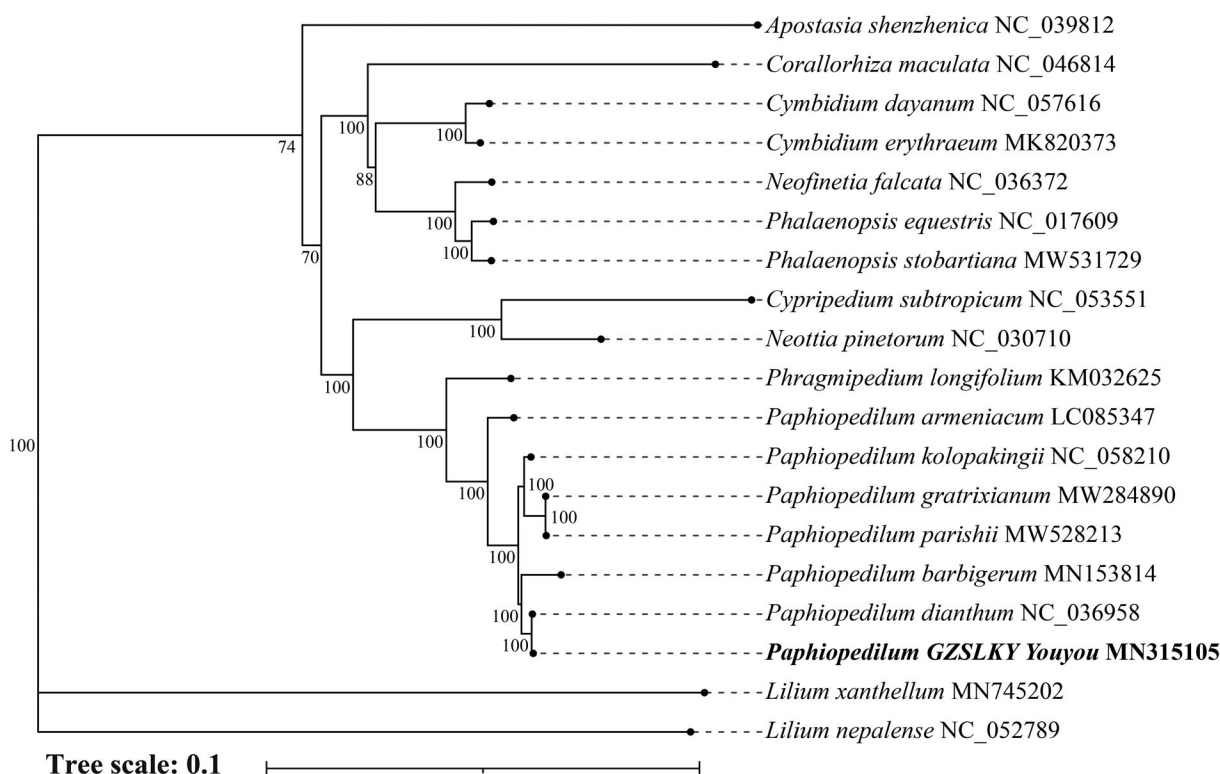 Apostasia shenzhenica NC_039812
Corallorhiza maculata NC_046814
100
Cymbidium dayanum NC_057616
100
Cymbidium erythraeum MK820373
74
88
Neofinetia falcata NC_036372
100
Phalaenopsis equestris NC_017609
100
70
Phalaenopsis stobartiana MW531729
Cypripedium subtropicum NC_053551
100
Neottia pinetorum NC_030710
100
Phragmipedium longifolium KM032625
Paphiopedilum armeniacum LC085347
100
100
Paphiopedilum kolopakingii NC_058210
100
100
Paphiopedilum gratrixianum MW284890
100
Paphiopedilum parishii MW528213
100
Paphiopedilum barbigerum MN153814
100
Paphiopedilum dianthum NC_036958
100
Paphiopedilum GZSLKY Youyou MN315105
Lilium xanthellum MN745202
Lilium nepalense NC_052789
Tree scale: 0.1